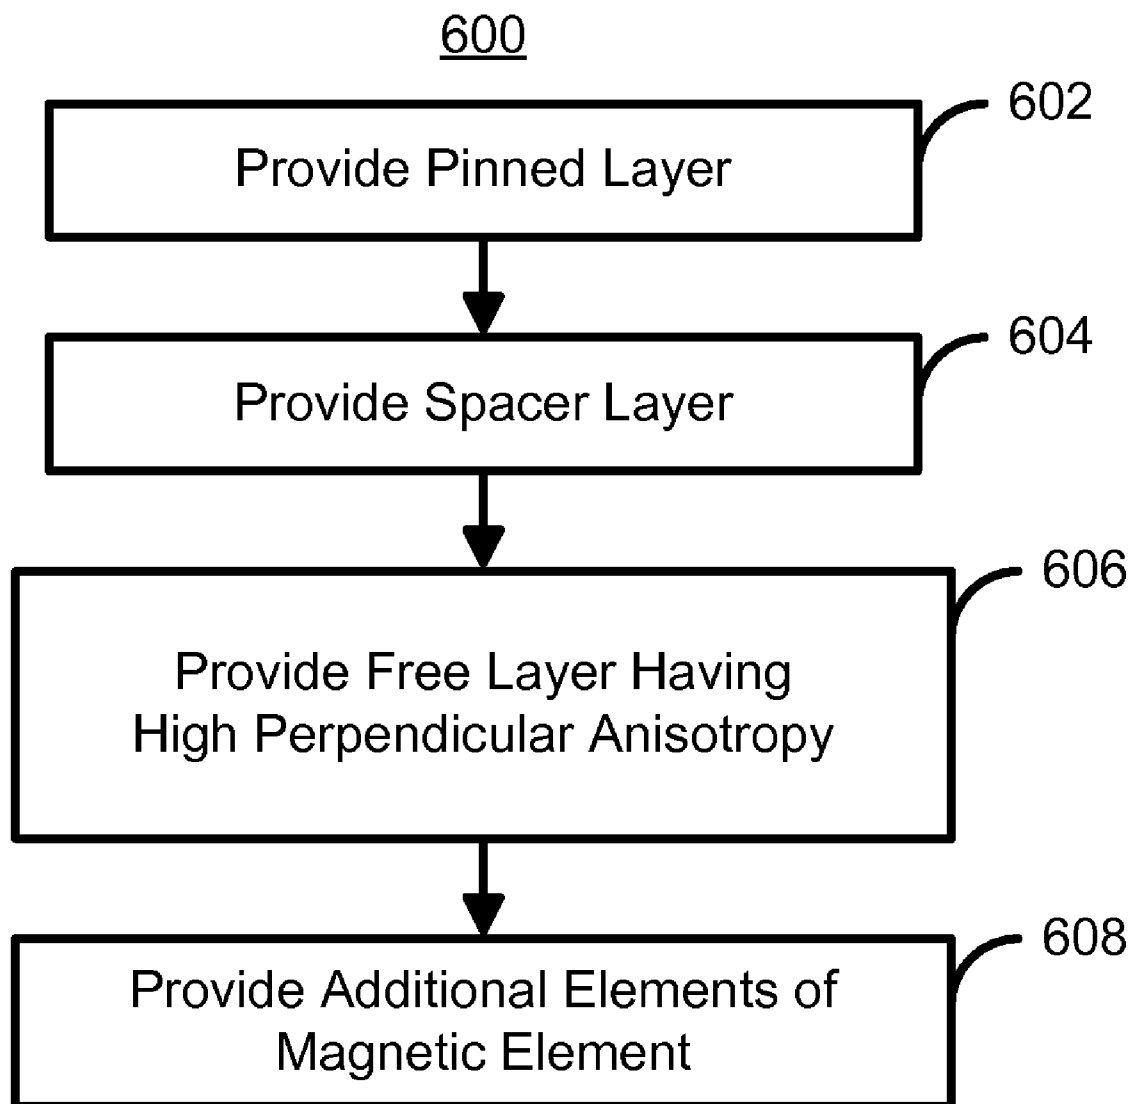 600
602
Provide Pinned Layer
604
Provide Spacer Layer
606
Provide Free Layer Having
High Perpendicular Anisotropy
608
Provide Additional Elements of
Magnetic Element